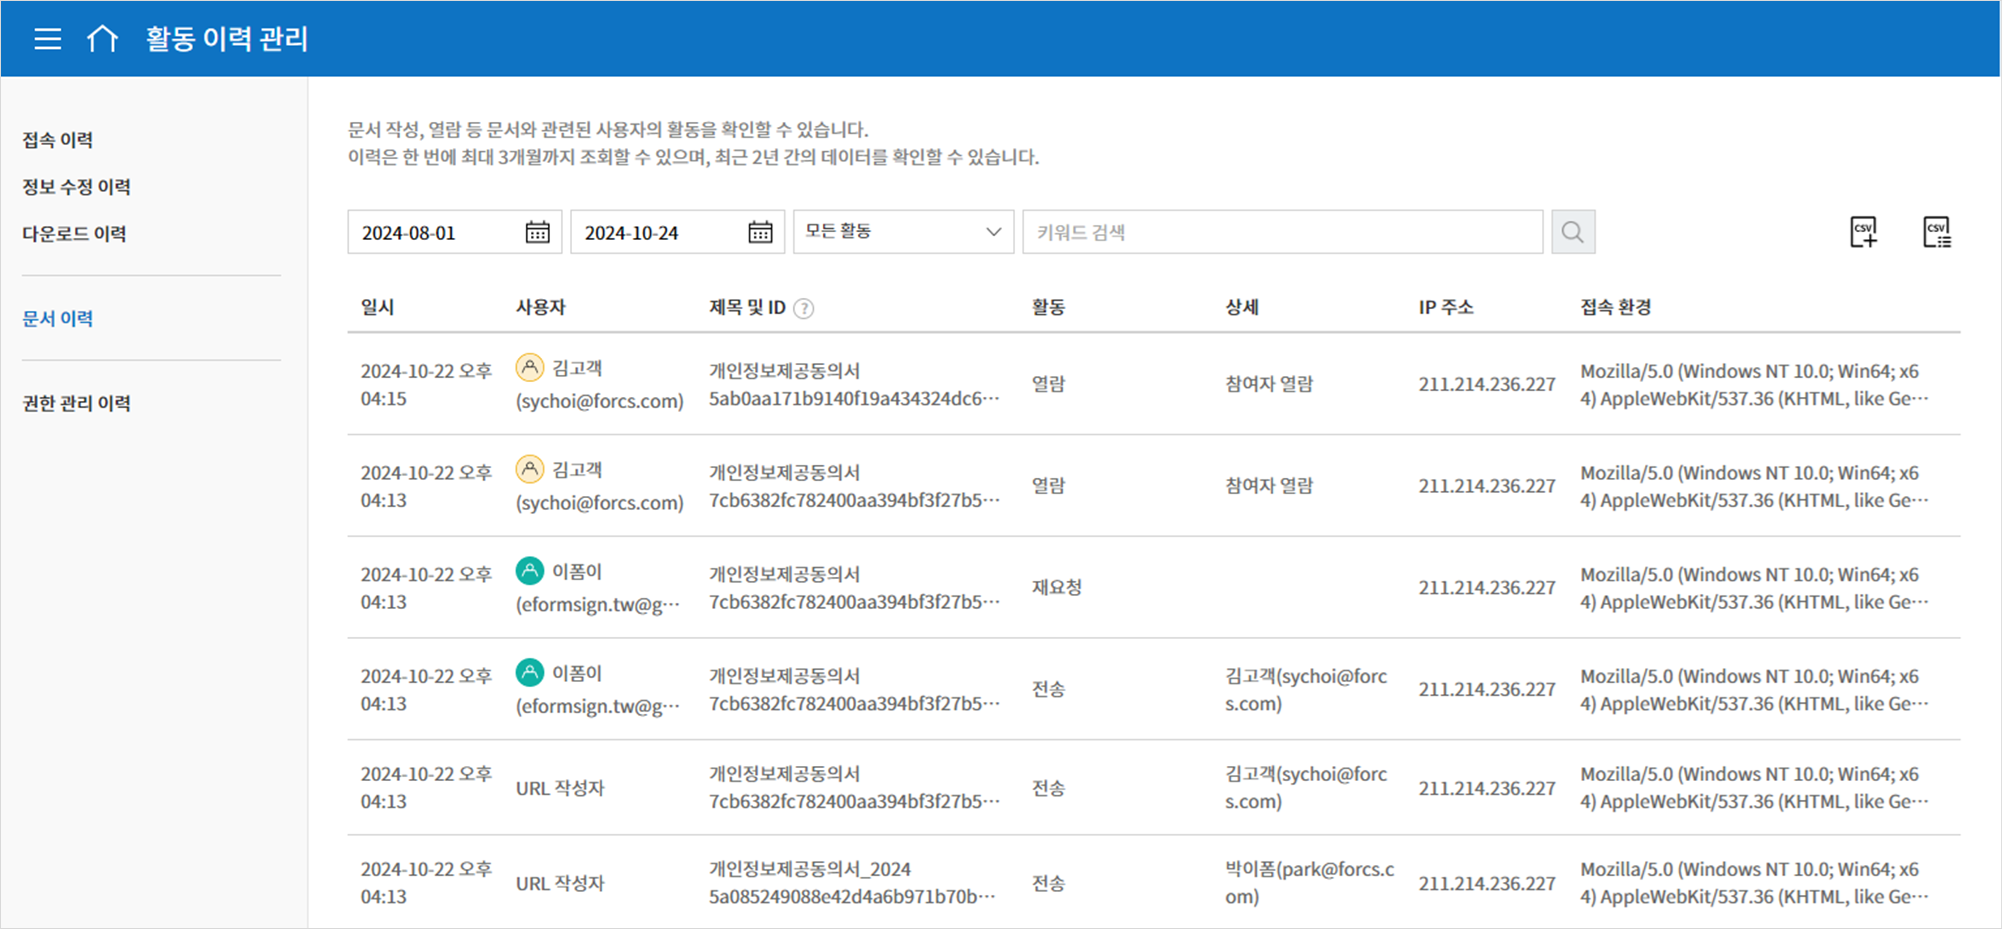 활동 이력 관리
접속 이력
정보 수정 이력
다운로드 이력
문서 이력
권한 관리 이력
문서 작성, 열람 등 문서와 관련된 사용자의 활동을 확인할 수 있습니다.
이력은 한 번에 최대 3개월까지 조회할 수 있으며, 최근 2년 간의 데이터를 확인할 수 있습니다.
2024-08-01 2024-10-24 모든 활동 키워드 검색 CSV CSV
일시 사용자 제목 및 ID ? 활동 상세 IP 주소 접속 환경
2024-10-22 오후 김고객 개인정보제공동의서 열람 참여자 열람 211.214.236.227 Mozilla/5.0 (Windows NT 10.0; Win64; x6
04:15 (sychoi@forcs.com) 5ab0aa171b9140f19a434324dc6··· 4) AppleWebKit/537.36 (KHTML, like Ge···
2024-10-22 오후 김고객 개인정보제공동의서 열람 참여자 열람 211.214.236.227 Mozilla/5.0 (Windows NT 10.0; Win64; x6
04:13 (sychoi@forcs.com) 7cb6382fc782400aa394bf3f27b5··· 4) AppleWebKit/537.36 (KHTML, like Ge···
2024-10-22 오후 이폼이 개인정보제공동의서 재요청 211.214.236.227 Mozilla/5.0 (Windows NT 10.0; Win64; x6
04:13 (eformsign.tw@g··· 7cb6382fc782400aa394bf3f27b5··· 4) AppleWebKit/537.36 (KHTML, like Ge···
2024-10-22 오후 이폼이 개인정보제공동의서 전송 김고객(sychoi@forc 211.214.236.227 Mozilla/5.0 (Windows NT 10.0; Win64; x6
04:13 (eformsign.tw@g··· 7cb6382fc782400aa394bf3f27b5··· s.com) 4) AppleWebKit/537.36 (KHTML, like Ge···
2024-10-22 오후 URL 작성자 개인정보제공동의서 전송 김고객(sychoi@forc 211.214.236.227 Mozilla/5.0 (Windows NT 10.0; Win64; x6
04:13 7cb6382fc782400aa394bf3f27b5··· s.com) 4) AppleWebKit/537.36 (KHTML, like Ge···
2024-10-22 오후 URL 작성자 개인정보제공동의서_2024 전송 박이폼(park@forcs.c 211.214.236.227 Mozilla/5.0 (Windows NT 10.0; Win64; x6
04:13 5a085249088e42d4a6b971b70b··· om) 4) AppleWebKit/537.36 (KHTML, like Ge···